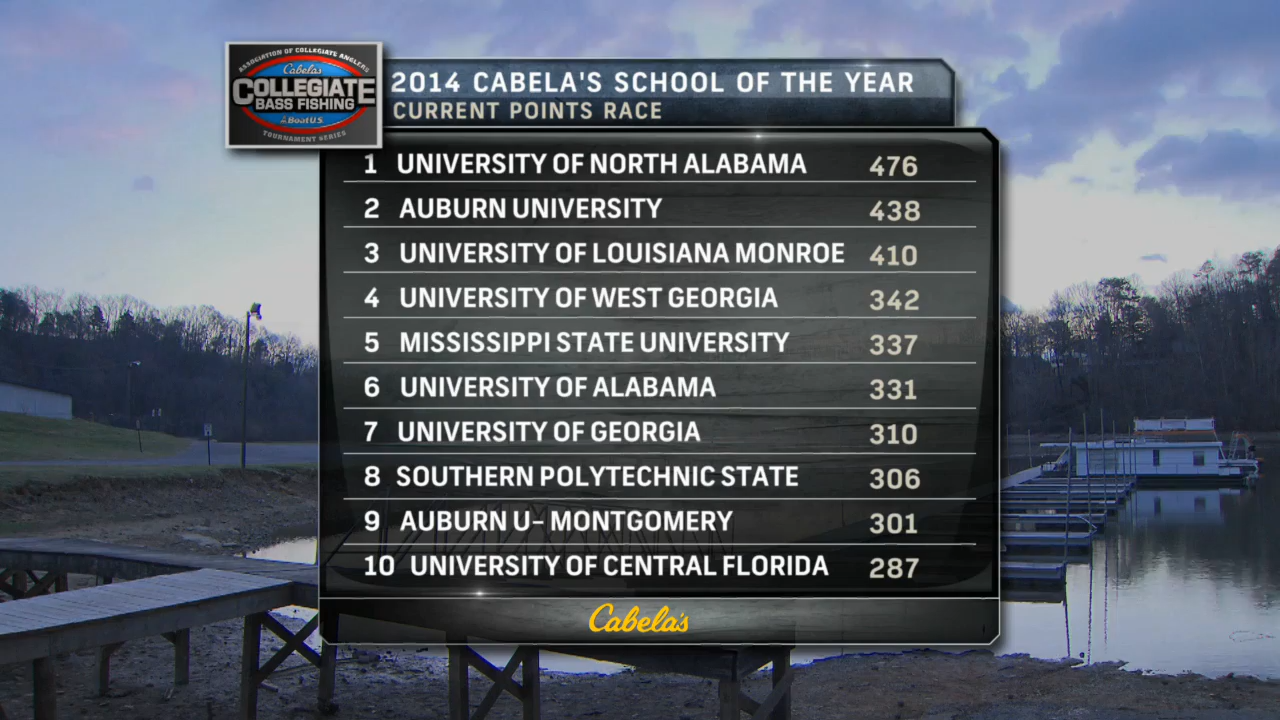 ASSOCIATION OF COLLEGIATE ANGLERS
Cabela's
COLLEGIATE
BASS FISHING
BoatU.S.
TOURNAMENT SERIES
2014 CABELA'S SCHOOL OF THE YEAR
CURRENT POINTS RACE
1 UNIVERSITY OF NORTH ALABAMA 476
2 AUBURN UNIVERSITY 438
3 UNIVERSITY OF LOUISIANA MONROE 410
4 UNIVERSITY OF WEST GEORGIA 342
5 MISSISSIPPI STATE UNIVERSITY 337
6 UNIVERSITY OF ALABAMA 331
7 UNIVERSITY OF GEORGIA 310
8 SOUTHERN POLYTECHNIC STATE 306
9 AUBURN U- MONTGOMERY 301
10 UNIVERSITY OF CENTRAL FLORIDA 287
Cabela's